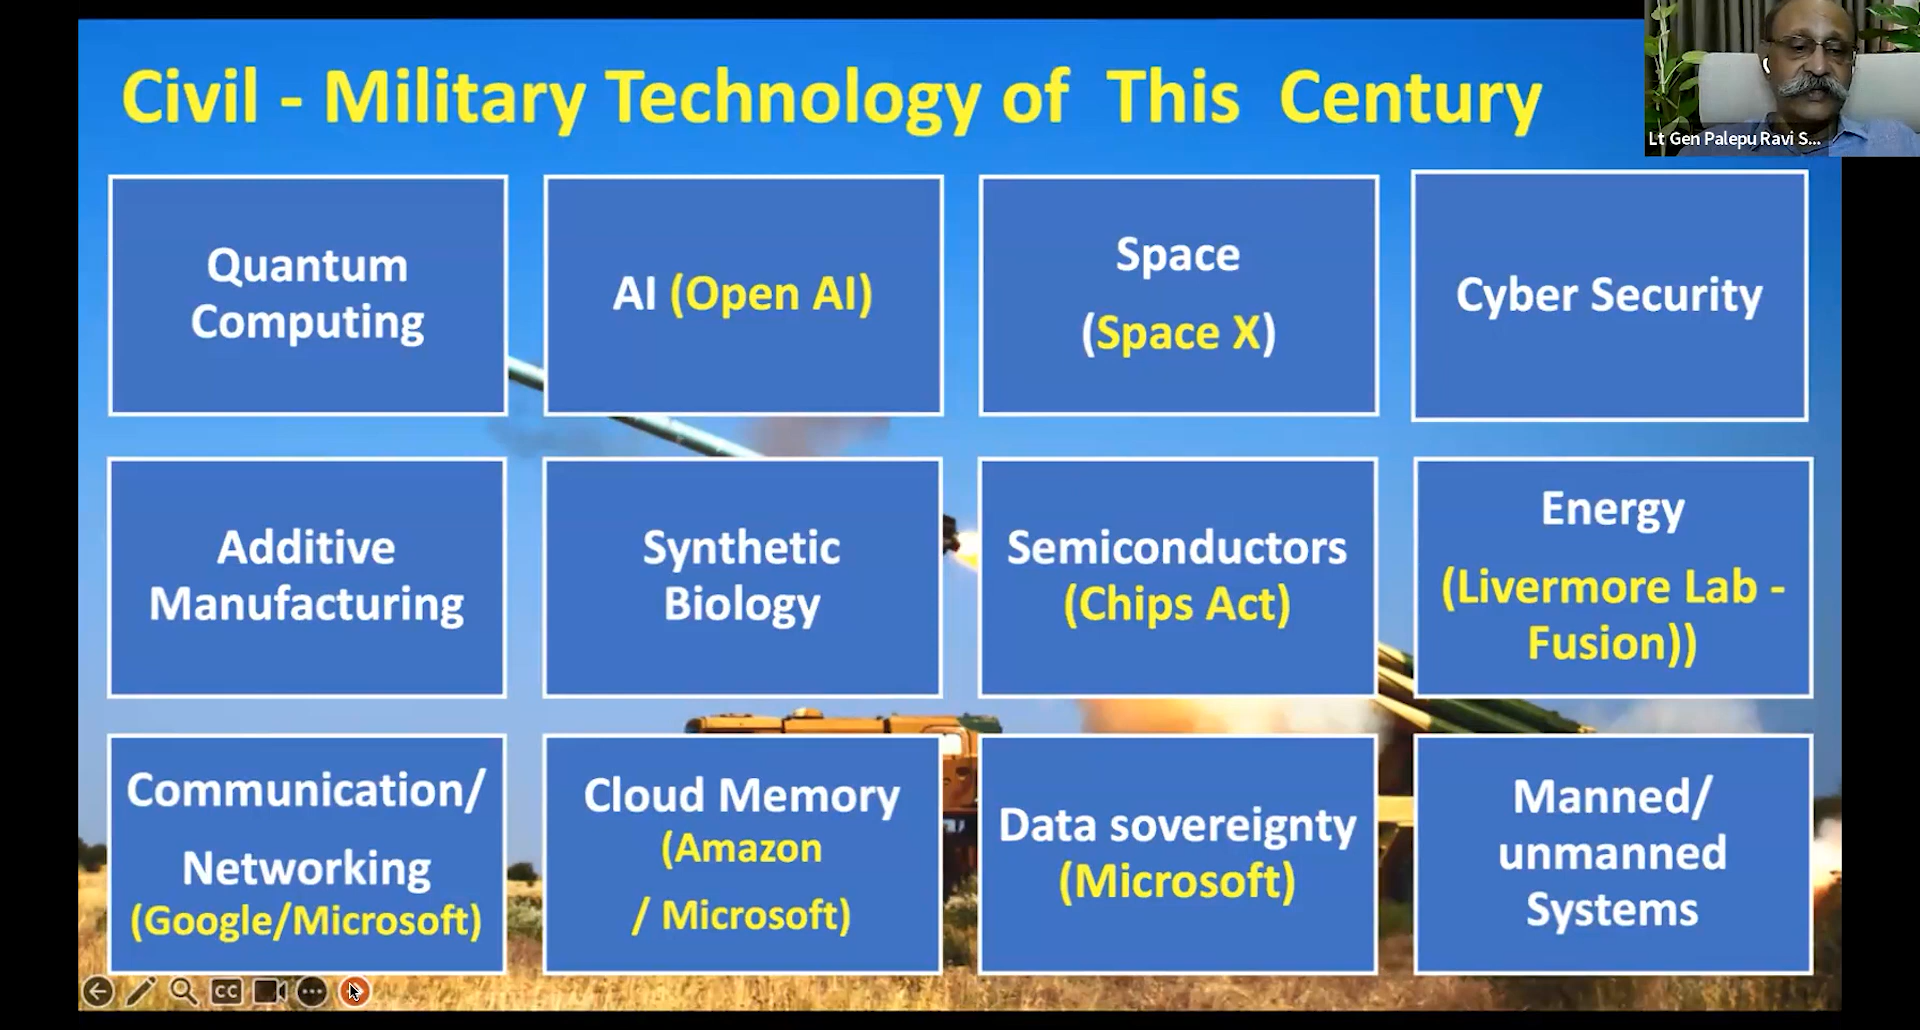 Civil - Military Technology of This Century
Lt Gen Palepu Ravi S...
Quantum
Computing
AI (Open AI)
Space
(Space X)
Cyber Security
Additive
Manufacturing
Synthetic
Biology
Semiconductors
(Chips Act)
Energy
(Livermore Lab -
Fusion))
Communication/
Networking
(Google/Microsoft)
Cloud Memory
(Amazon
/ Microsoft)
Data sovereignty
(Microsoft)
Manned/
unmanned
Systems
CC